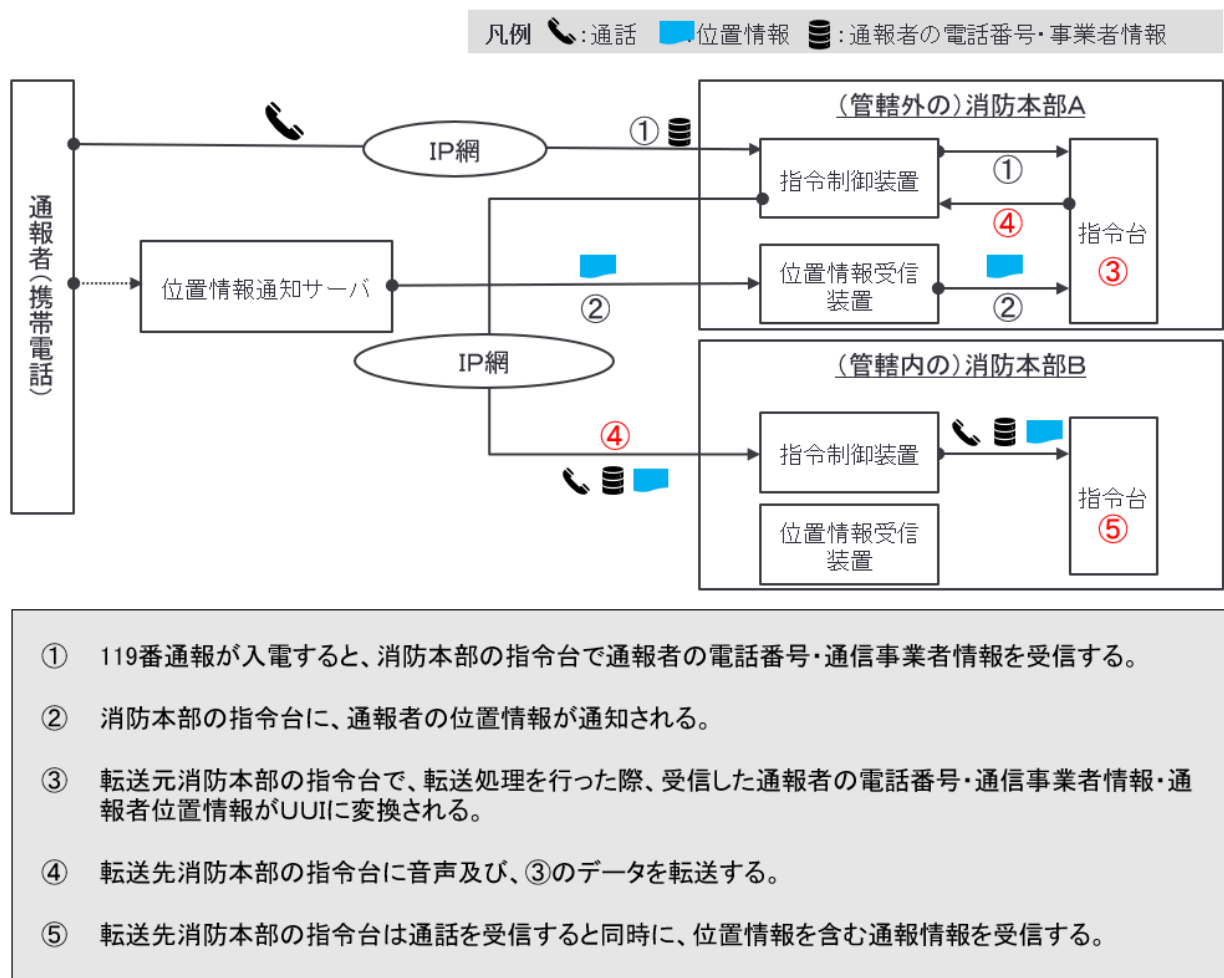 凡例 :通話 :位置情報 :通報者の電話番号・事業者情報
通報者(携帯電話)
IP網
①
(管轄外の)消防本部A
指令制御装置
①
④
指令台
③
位置情報通知サーバ
②
位置情報受信
装置
②
IP網
④
(管轄内の)消防本部B
指令制御装置
指令台
⑤
位置情報受信
装置
① 119番通報が入電すると、消防本部の指令台で通報者の電話番号・通信事業者情報を受信する。
② 消防本部の指令台に、通報者の位置情報が通知される。
③ 転送元消防本部の指令台で、転送処理を行った際、受信した通報者の電話番号・通信事業者情報・通
報者位置情報がUUIに変換される。
④ 転送先消防本部の指令台に音声及び、③のデータを転送する。
⑤ 転送先消防本部の指令台は通話を受信すると同時に、位置情報を含む通報情報を受信する。